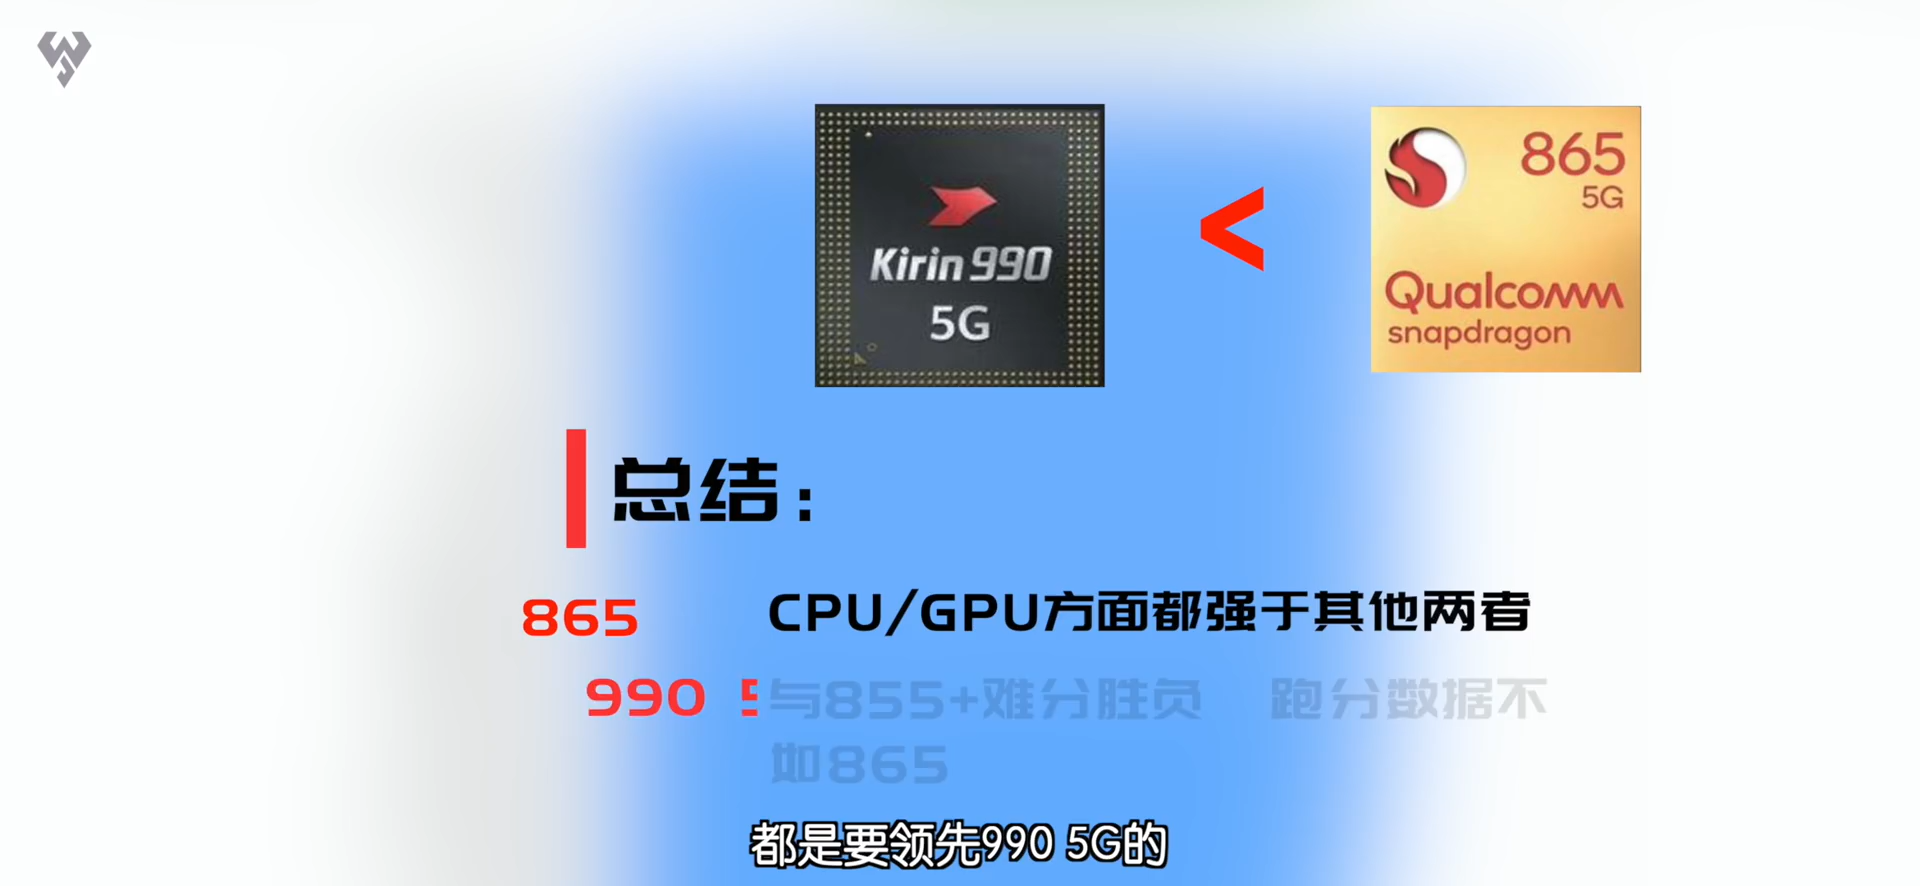 Kirin 990
5G
<
865
5G
Qualcomm
snapdragon
总结：
865
CPU/GPU方面都强于其他两者
990 5
与855+难分胜负 跑分数据不
如865
都是要领先990 5G的